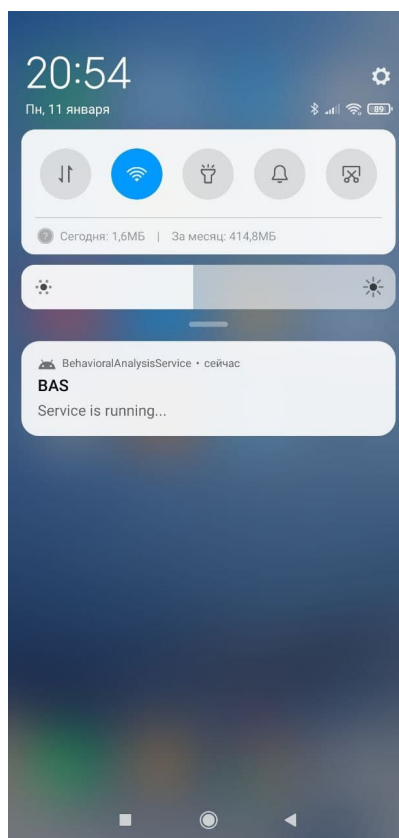 20:54
Пн, 11 января
89
Сегодня: 1,6МБ | За месяц: 414,8МБ
BehavioralAnalysisService • сейчас
BAS
Service is running...